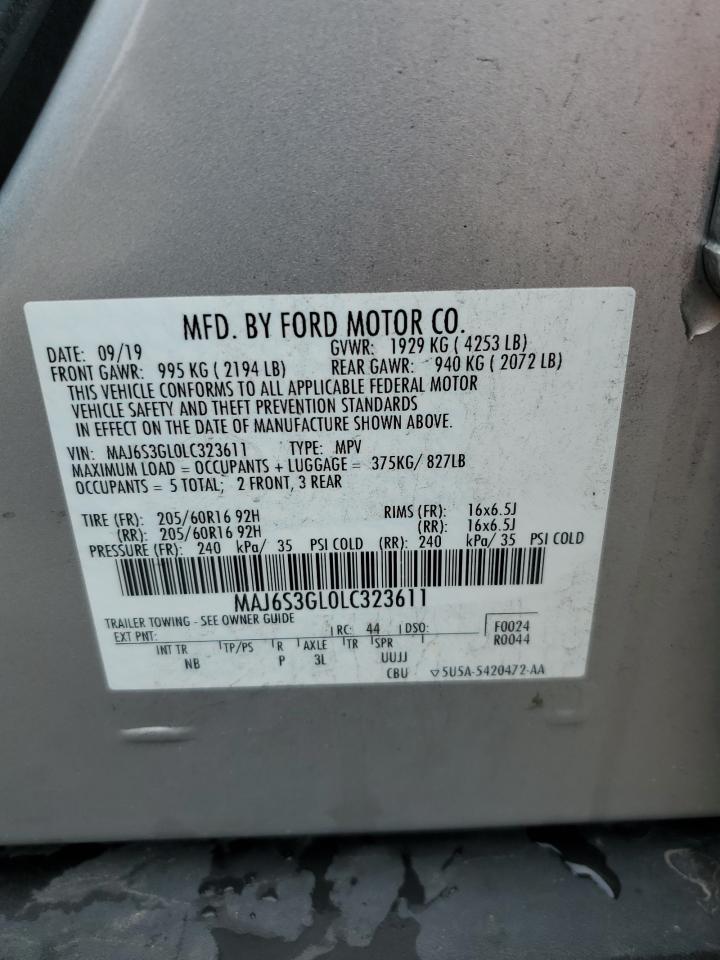 MFD. BY FORD MOTOR CO.
DATE: 09/19 GVWR: 1929 KG ( 4253 LB)
FRONT GAWR: 995 KG ( 2194 LB) REAR GAWR: 940 KG ( 2072 LB)
THIS VEHICLE CONFORMS TO ALL APPLICABLE FEDERAL MOTOR
VEHICLE SAFETY AND THEFT PREVENTION STANDARDS
IN EFFECT ON THE DATE OF MANUFACTURE SHOWN ABOVE.
VIN: MAJ6S3GL0LC323611 TYPE: MPV
MAXIMUM LOAD = OCCUPANTS + LUGGAGE = 375KG/ 827LB
OCCUPANTS = 5 TOTAL; 2 FRONT, 3 REAR
TIRE (FR): 205/60R16 92H RIMS (FR): 16x6.5J
(RR): 205/60R16 92H (RR): 16x6.5J
PRESSURE (FR): 240 kPa/ 35 PSI COLD (RR): 240 kPa/ 35 PSI COLD
MAJ6S3GL0LC323611
TRAILER TOWING - SEE OWNER GUIDE
EXT PNT: RC: 44 DSO: F0024
R0044
INT TR TP/PS R AXLE TR SPR
NB P 3L UUJJ
CBU ▽5U5A-5420472-AA